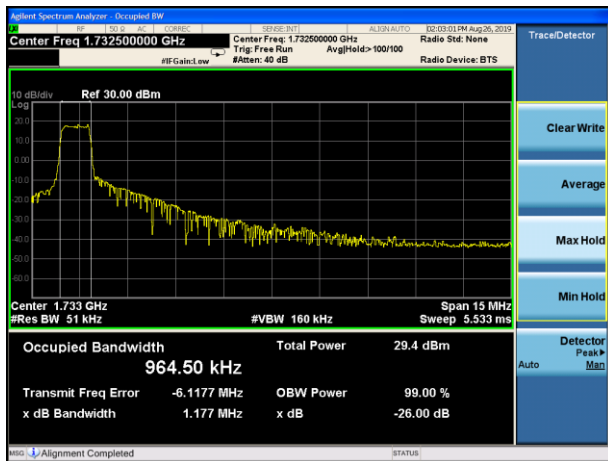 Agilent Spectrum Analyzer - Occupied BW
RF 50 Ω AC CORREC SENSE:INT ALIGN AUTO 02:03:01 PM Aug 26, 2019
Center Freq 1.732500000 GHz
Center Freq: 1.732500000 GHz
Radio Std: None
Trig: Free Run Avg|Hold:>100/100
#IFGain:Low #Atten: 40 dB
Radio Device: BTS
Trace/Detector
10 dB/div Ref 30.00 dBm
Log
20.0
10.0
0.00
-10.0
-20.0
-30.0
-40.0
-50.0
-60.0
Clear Write
Average
Max Hold
Min Hold
Center 1.733 GHz
Span 15 MHz
#Res BW 51 kHz
#VBW 160 kHz
Sweep 5.533 ms
Occupied Bandwidth
964.50 kHz
Total Power 29.4 dBm
Transmit Freq Error -6.1177 MHz
OBW Power 99.00 %
x dB Bandwidth 1.177 MHz
x dB -26.00 dB
Detector
Peak▶
Auto Man
MSG Alignment Completed
STATUS